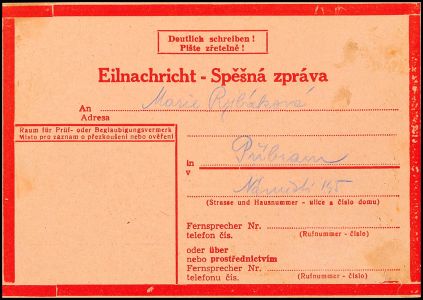 Deutlich schreiben!
Pište zřetelně!
Eilnachricht - Spěšná zpráva
An Marie Rybáková
Adresa
Raum für Prüf- oder Beglaubigungsvermerk
Místo pro záznam o přezkoušení nebo ověření
in Příbram
v
Náměstí 145
(Strasse und Hausnummer - ulice a číslo domu)
Fernsprecher Nr.
telefon čís. (Rufnummer - číslo)
oder über
nebo prostřednictvím
Fernsprecher Nr.
telefonu čís. (Rufnummer - číslo)